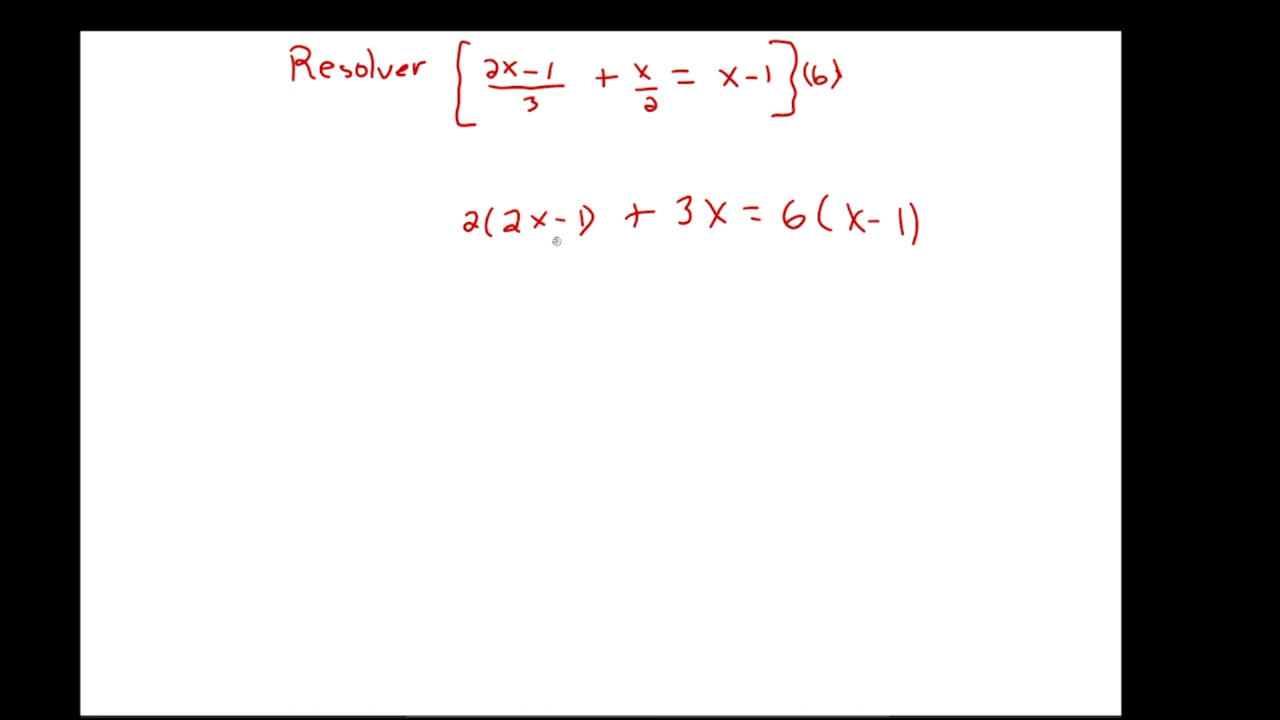 Resolver [ (2x-1)/3 + x/2 = x-1 ] (6)
2(2x-1) + 3x = 6(x-1)